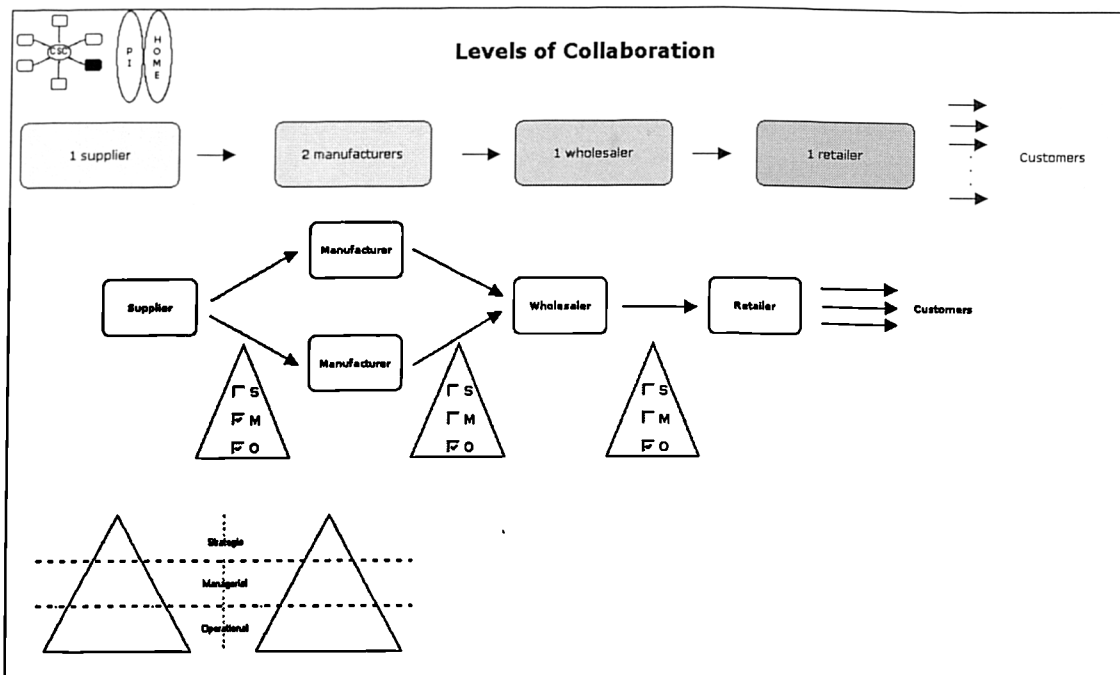 CSC
P I
H O M E
Levels of Collaboration
1 supplier
2 manufacturers
1 wholesaler
1 retailer
Customers
Manufacturer
Supplier
Wholesaler
Retailer
Customers
Manufacturer
S
M
O
S
M
O
S
M
O
Strategic
Managerial
Operational